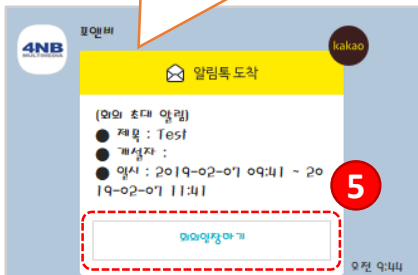 포앤비
4NB
MULTIMEDIA
kakao
알림톡 도착
(회의 초대 알림)
● 제목 : Test
● 개설자 :
● 일시 : 2019-02-07 09:41 ~ 20
19-02-07 11:41
5
회의입장하기
오전 9:44